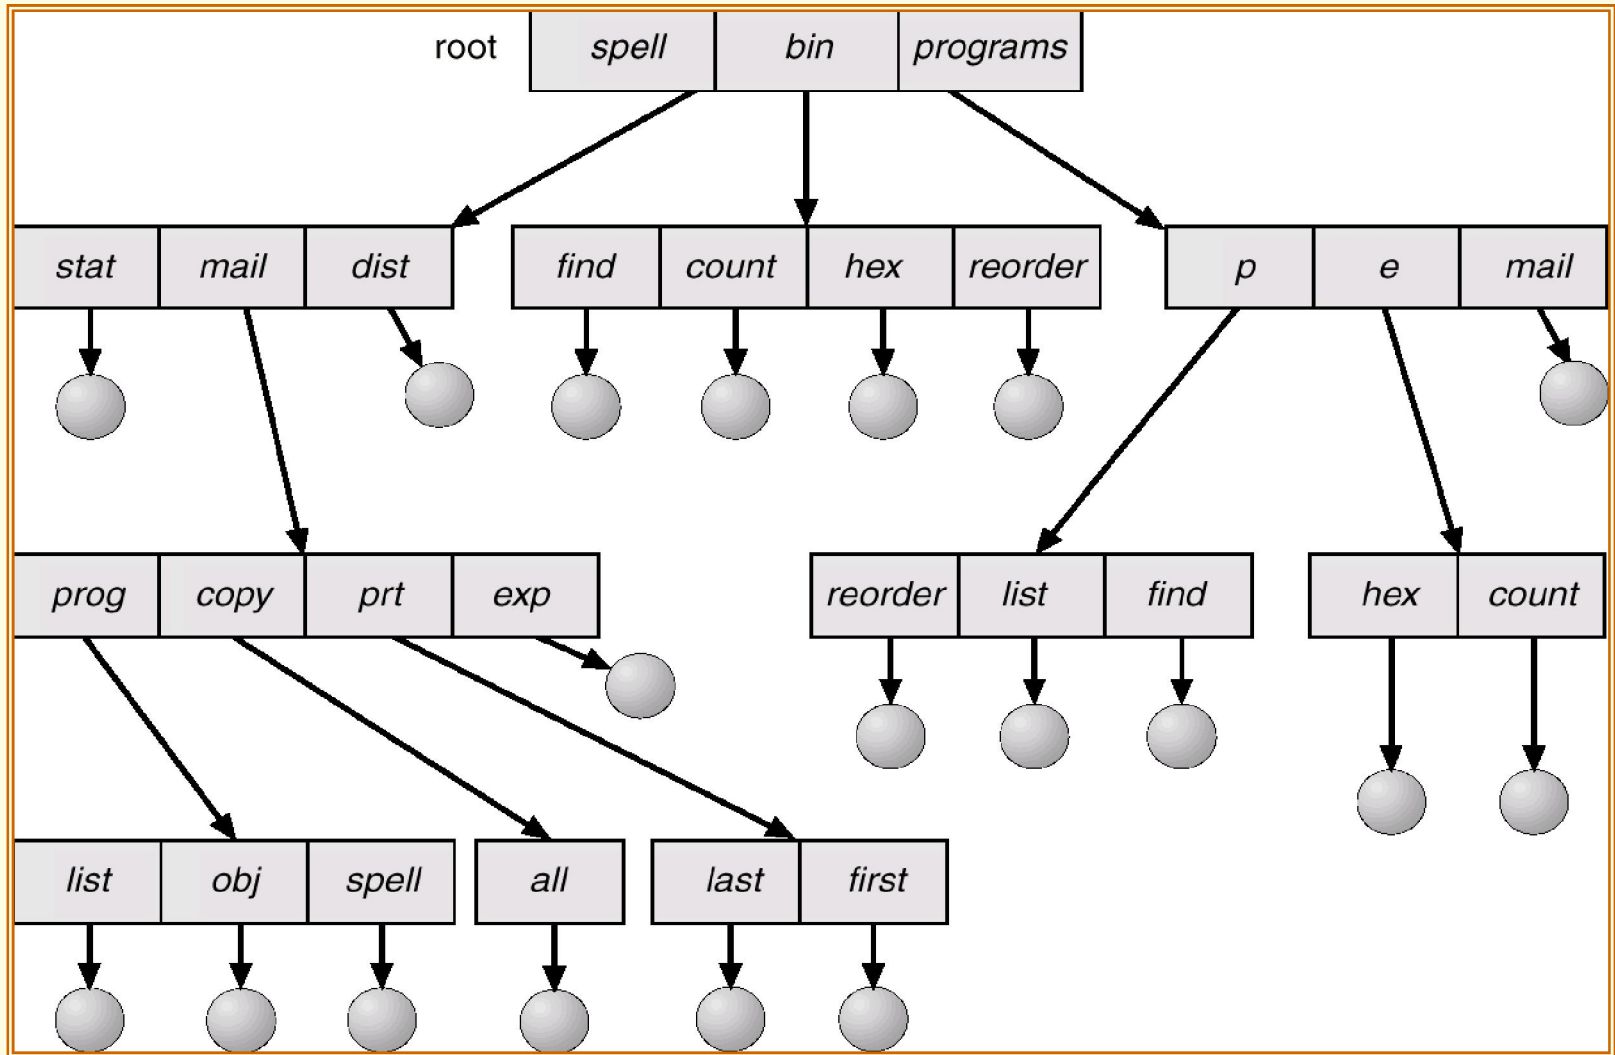 root spell bin programs
stat mail dist find count hex reorder p e mail
prog copy prt exp reorder list find hex count
list obj spell all last first